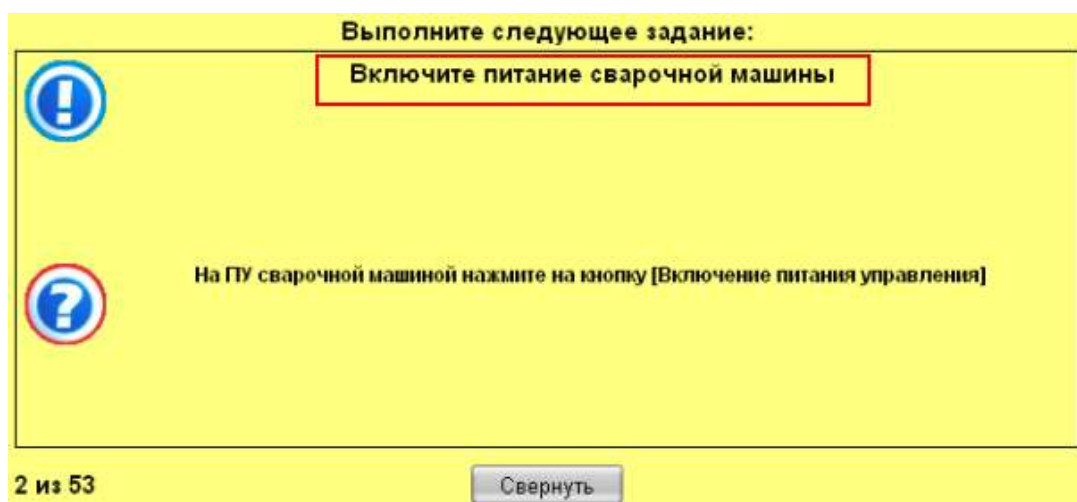 Выполните следующее задание:
Включите питание сварочной машины
На ПУ сварочной машиной нажмите на кнопку [Включение питания управления]
2 из 53
Свернуть